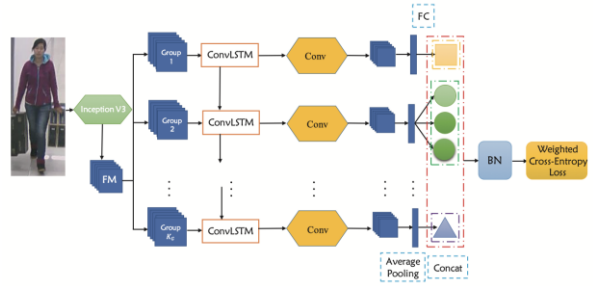 FC
Group
1
ConvLSTM
Conv
Inception V3
Group
2
ConvLSTM
Conv
FM
BN
Weighted
Cross-Entropy
Loss
Group
Kc
ConvLSTM
Conv
Average
Pooling
Concat